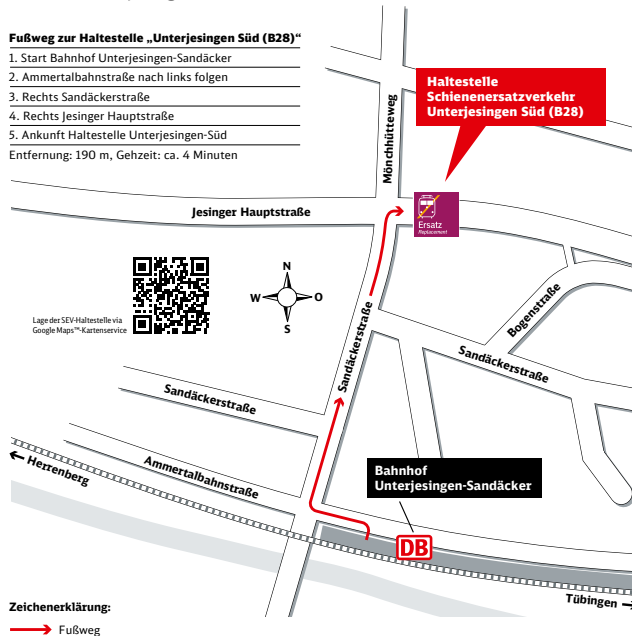 Fußweg zur Haltestelle „Unterjesingen Süd (B28)“
1. Start Bahnhof Unterjesingen-Sandäcker
2. Ammertalbahnstraße nach links folgen
3. Rechts Sandäckerstraße
4. Rechts Jesinger Hauptstraße
5. Ankunft Haltestelle Unterjesingen-Süd
Entfernung: 190 m, Gehzeit: ca. 4 Minuten
Haltestelle
Schienenersatzverkehr
Unterjesingen Süd (B28)
Mönchhütteweg
Jesinger Hauptstraße
Ersatz
Replacement
N
W O
S
Lage der SEV-Haltestelle via
Google Maps™-Kartenservice
Bogenstraße
Sandäckerstraße
Sandäckerstraße
Sandäckerstraße
Ammertalbahnstraße
← Herrenberg
Bahnhof
Unterjesingen-Sandäcker
DB
Tübingen →
Zeichenerklärung:
Fußweg